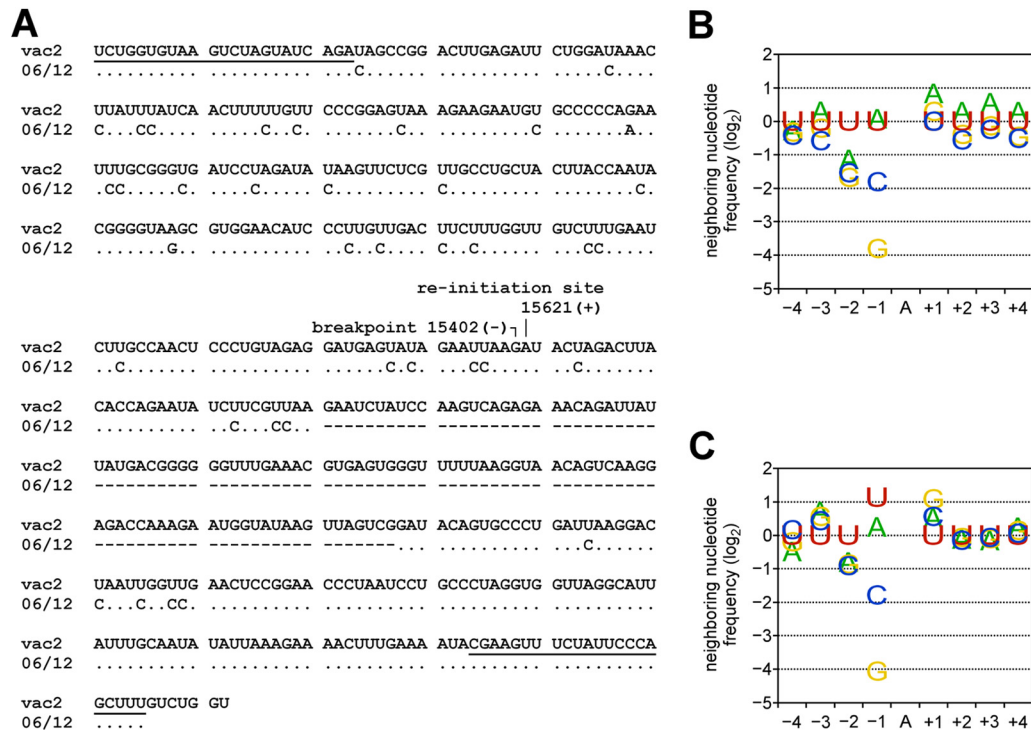 A
vac2 UCUGGUGUAA GUCUAGUAUC AGAUAGCCGG ACUUGAGAUU CUGGAUAAAC
06/12 .......... .......... ...C...... .......... .....C....
UUAUUUAUCA ACUUUUUGUU CCCGGAGUAA AGAAGAAUGU GCCCCCAGAA
C...CC.... .....C..C. .......C.. .........C .......A..
vac2 UUUGCGGGUG AUCCUAGAUA UAAGUUCUCG UUGCCUGCUA CUUACCAAUA
06/12 .CC.....C. ....C..... C......... C......... ........C.
vac2 CGGGGUAAGC GUGGAACAUC CCUUGUUGAC UUCUUUGGUU GUCUUUGAAU
06/12 .......G.. .......... ..C..C.... C..C...... ...CC.....
re-initiation site
15621(+)
breakpoint 15402(-)
vac2 CUUGCCAACU CCCUGUAGAG GAUGAGUAUA GAAUUAAGAU ACUAGACUUA
06/12 ..C....... .......... ......C.C. ...CC..... ..C.......
vac2 CACCAGAAUA UCUUCGUUAA GAAUCUAUCC AAGUCAGAGA AACAGAUUAU
06/12 .......... ..C...CC.. ---------- ---------- ----------
vac2 UAUGACGGGG GGUUUGAAAC GUGAGUGGGU UUUUAAGGUA ACAGUCAAGG
06/12 ---------- ---------- ---------- ---------- ----------
vac2 AGACCAAAGA AUGGUAUAAG UUAGUCGGAU ACAGUGCCCU GAUUAAGGAC
06/12 ---------- ---------- -------... .......... ...C......
vac2 UAAUUGGUUG AACUCCGGAA CCCUAAUCCU GCCCUAGGUG GUUAGGCAUU
06/12 C...C..CC. .......... .......... .......... ..........
vac2 AUUUGCAAUA UAUUAAAGAA AACUUUGAAA AUACGAAGUU UCUAUUCCCA
06/12 .......... .......... .......... .......... ..........
vac2 GCUUUGUCUG GU
06/12 .....
B
neighboring nucleotide
frequency (log2)
2
1
0
−1
−2
−3
−4
−5
−4 −3 −2 −1 A +1 +2 +3 +4
C
neighboring nucleotide
frequency (log2)
2
1
0
−1
−2
−3
−4
−5
−4 −3 −2 −1 A +1 +2 +3 +4